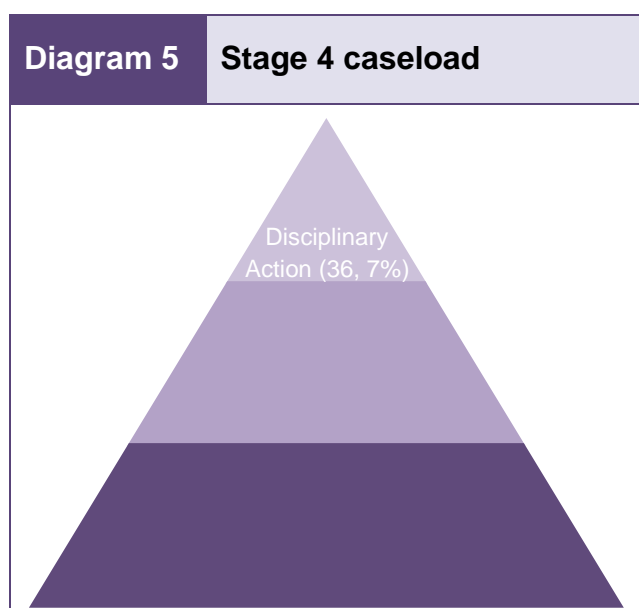 Diagram 5
Stage 4 caseload
Disciplinary
Action (36, 7%)